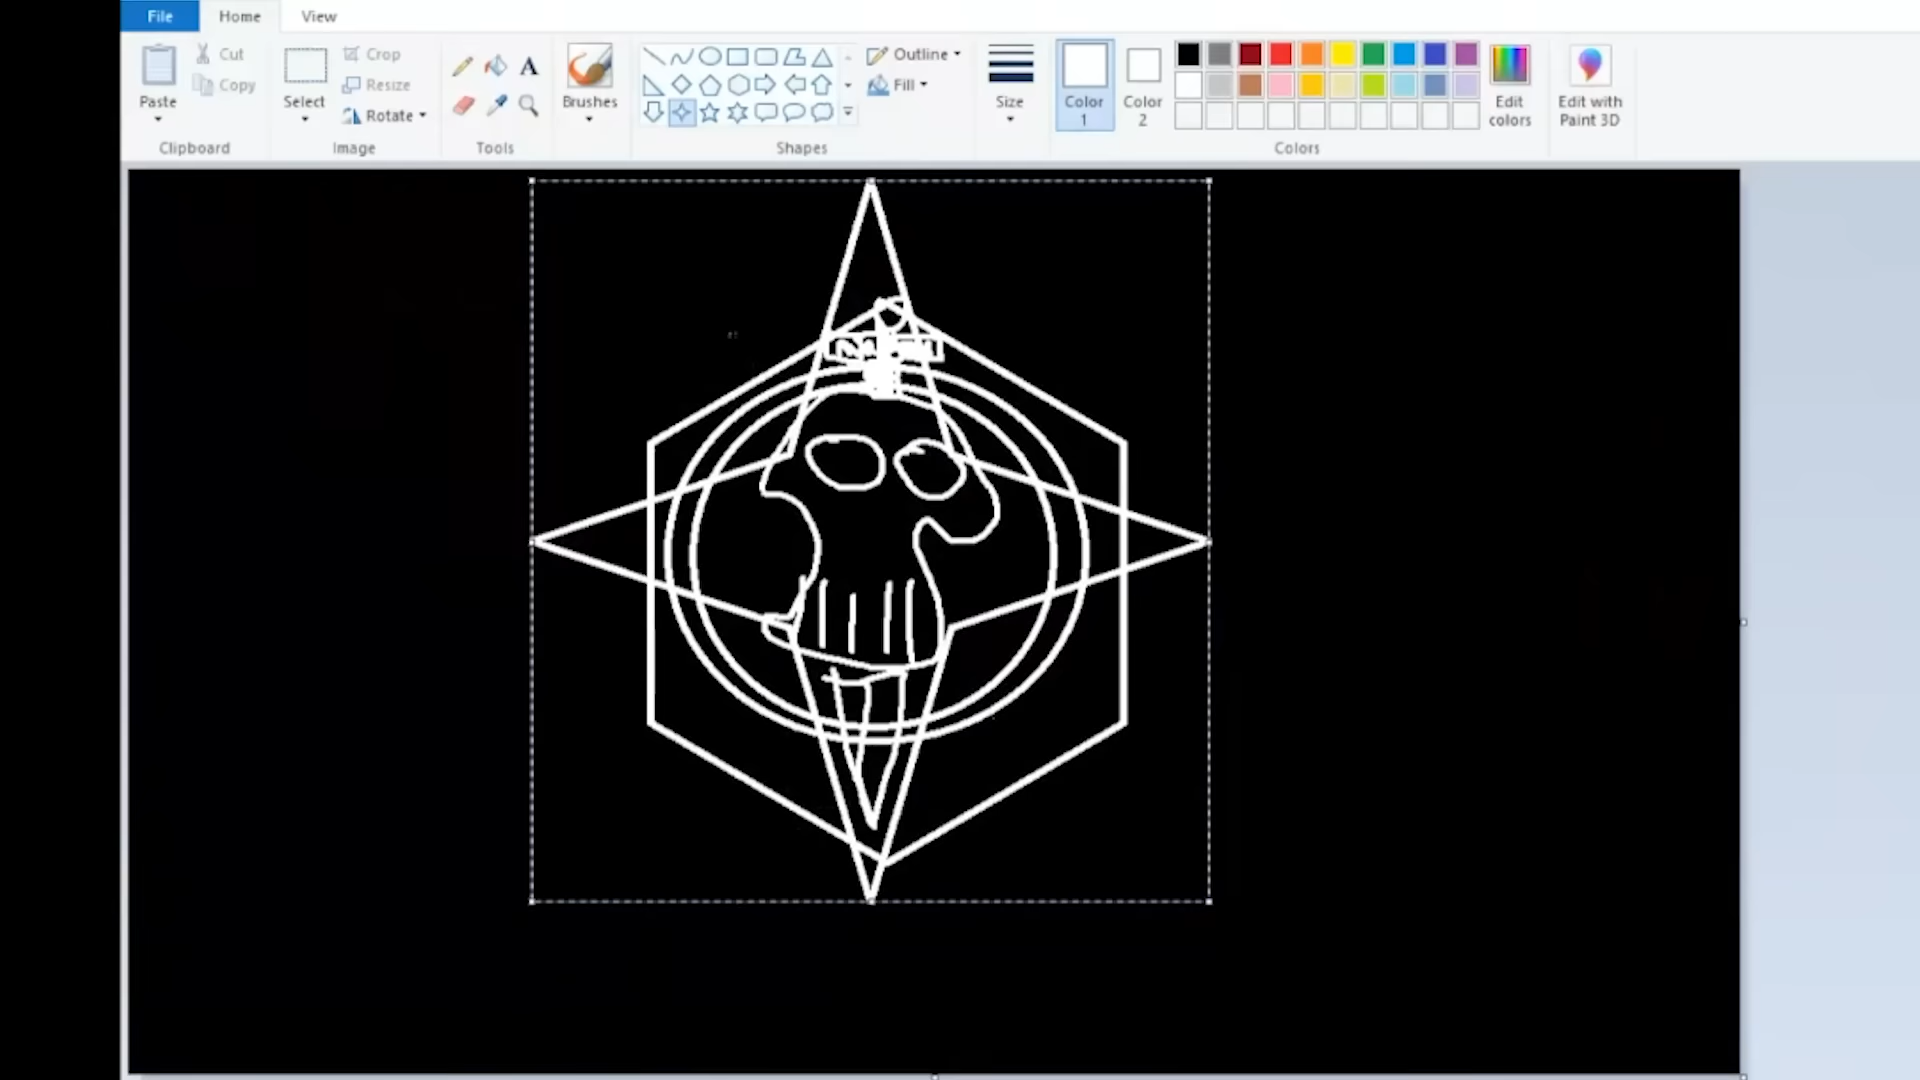 File Home View
Paste
Cut
Copy
Clipboard
Select
Crop
Resize
Rotate
Image
A
Tools
Brushes
Outline
Fill
Shapes
Size
Color
1
Color
2
Edit
colors
Colors
Edit with
Paint 3D